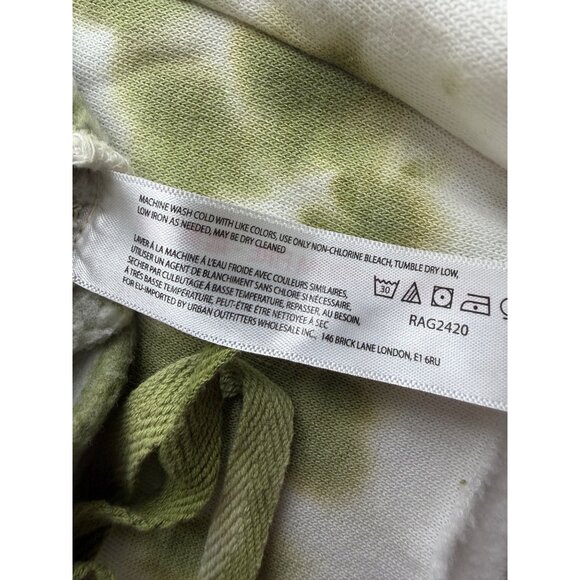 MACHINE WASH COLD WITH LIKE COLORS, USE ONLY NON-CHLORINE BLEACH, TUMBLE DRY LOW,
LOW IRON AS NEEDED, MAY BE DRY CLEANED
LAVER À LA MACHINE À L'EAU FROIDE AVEC COULEURS SIMILAIRES,
UTILISER UN AGENT DE BLANCHIMENT SANS CHLORE SI NÉCESSAIRE,
SECHER PAR CULBUTAGE À BASSE TEMPERATURE, REPASSER, AU BESOIN,
À TRÉS BASSE TEMPÉRATURE, PEUT-ÊTRE ÊTRE NETTOYÉE À SEC
FOR EU-IMPORTED BY URBAN OUTFITTERS WHOLESALE INC, 146 BRICK LANE LONDON, E1 6RU
30
RAG2420